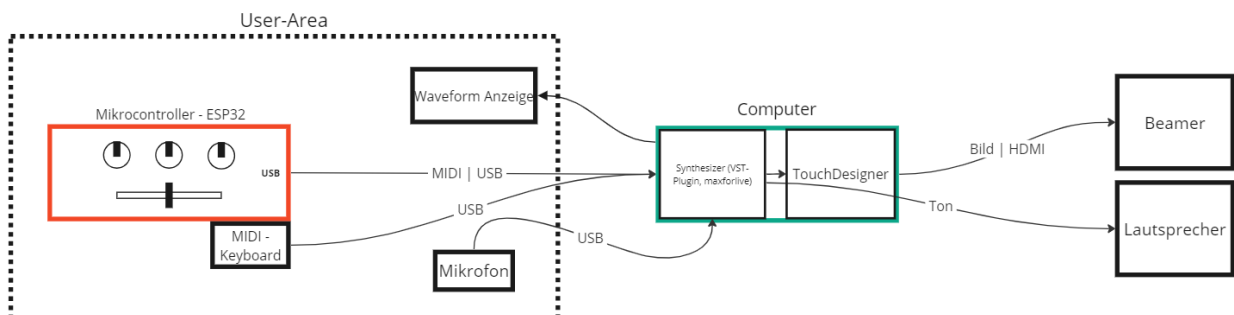 User-Area
Mikrocontroller - ESP32
USB
MIDI -
Keyboard
Waveform Anzeige
Mikrofon
MIDI | USB
USB
USB
Computer
Synthesizer (VST-
Plugin, maxforlive)
TouchDesigner
Bild | HDMI
Ton
Beamer
Lautsprecher